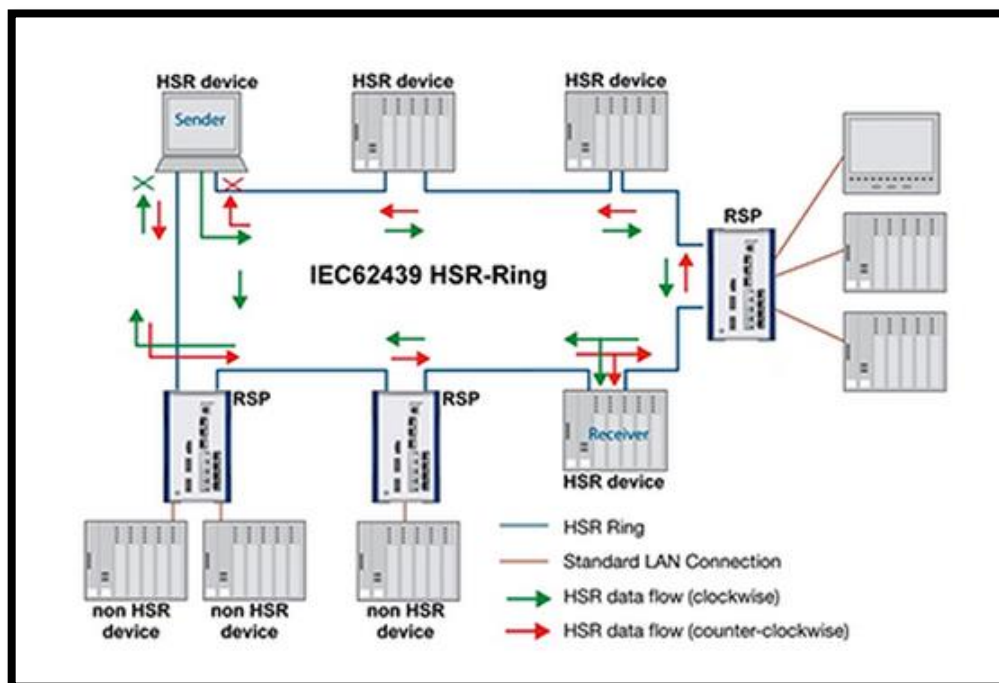 HSR device
HSR device
HSR device
Sender
RSP
IEC62439 HSR-Ring
RSP
RSP
Receiver
HSR device
non HSR
device
non HSR
device
non HSR
device
HSR Ring
Standard LAN Connection
HSR data flow (clockwise)
HSR data flow (counter-clockwise)